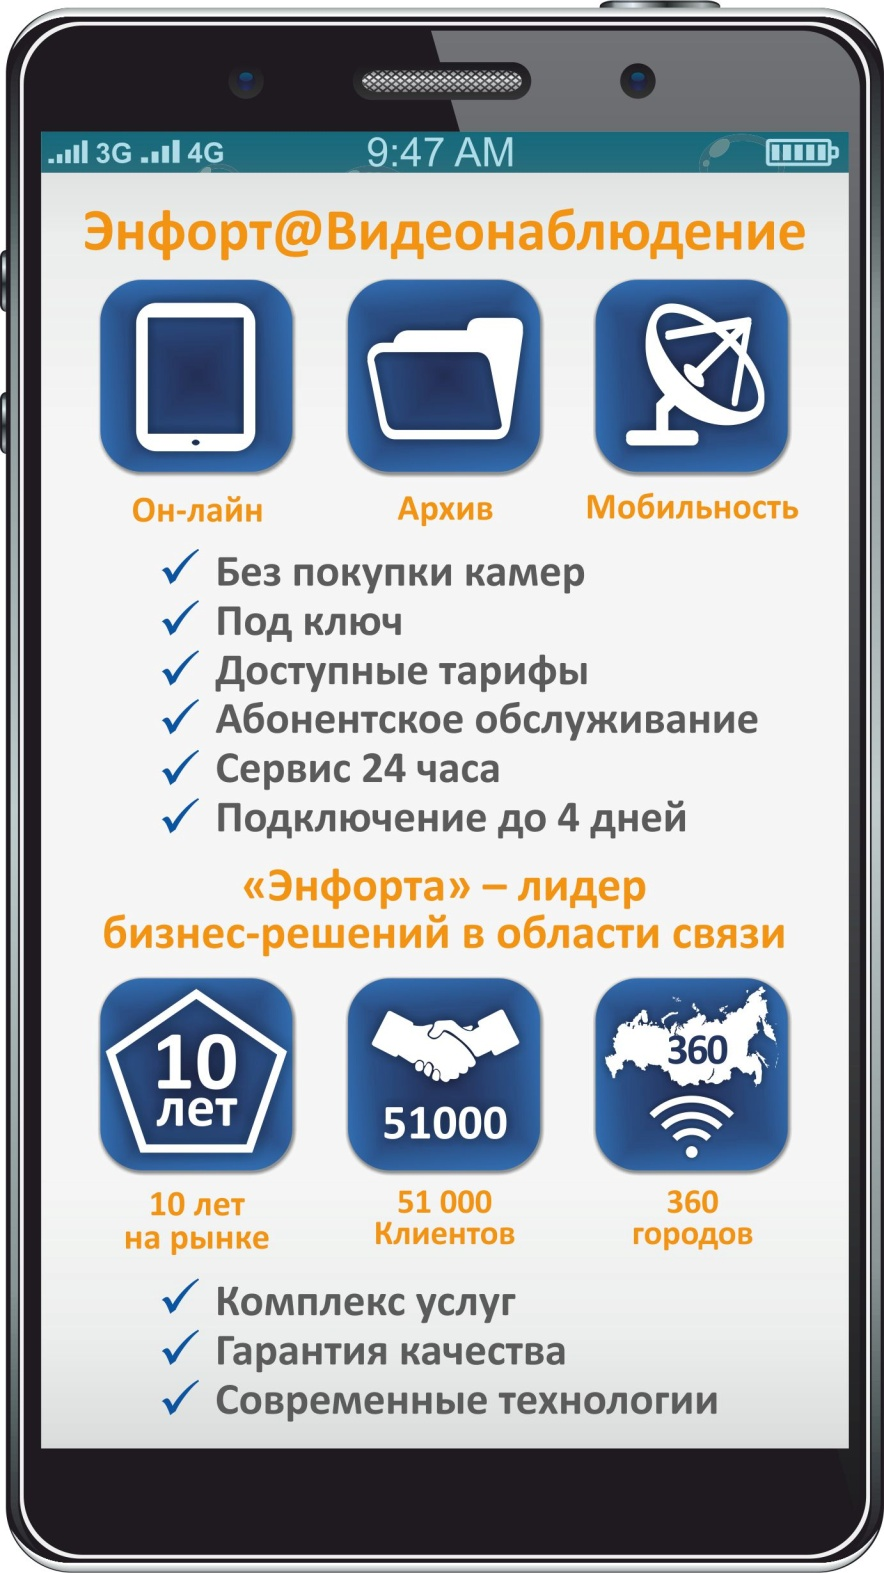 3G 4G 9:47 AM
Энфорт@Видеонаблюдение
Он-лайн Архив Мобильность
Без покупки камер
Под ключ
Доступные тарифы
Абонентское обслуживание
Сервис 24 часа
Подключение до 4 дней
«Энфорта» – лидер
бизнес-решений в области связи
10
лет
51000
360
10 лет
на рынке
51 000
Клиентов
360
городов
Комплекс услуг
Гарантия качества
Современные технологии